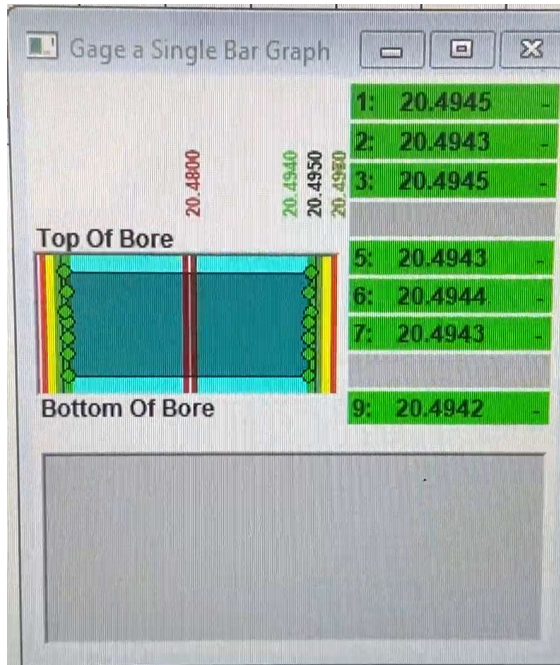 Gage a Single Bar Graph
1: 20.4945 -
2: 20.4943 -
3: 20.4945 -
20.4800
20.4940
20.4950
20.4960
Top Of Bore
5: 20.4943 -
6: 20.4944 -
7: 20.4943 -
Bottom Of Bore
9: 20.4942 -